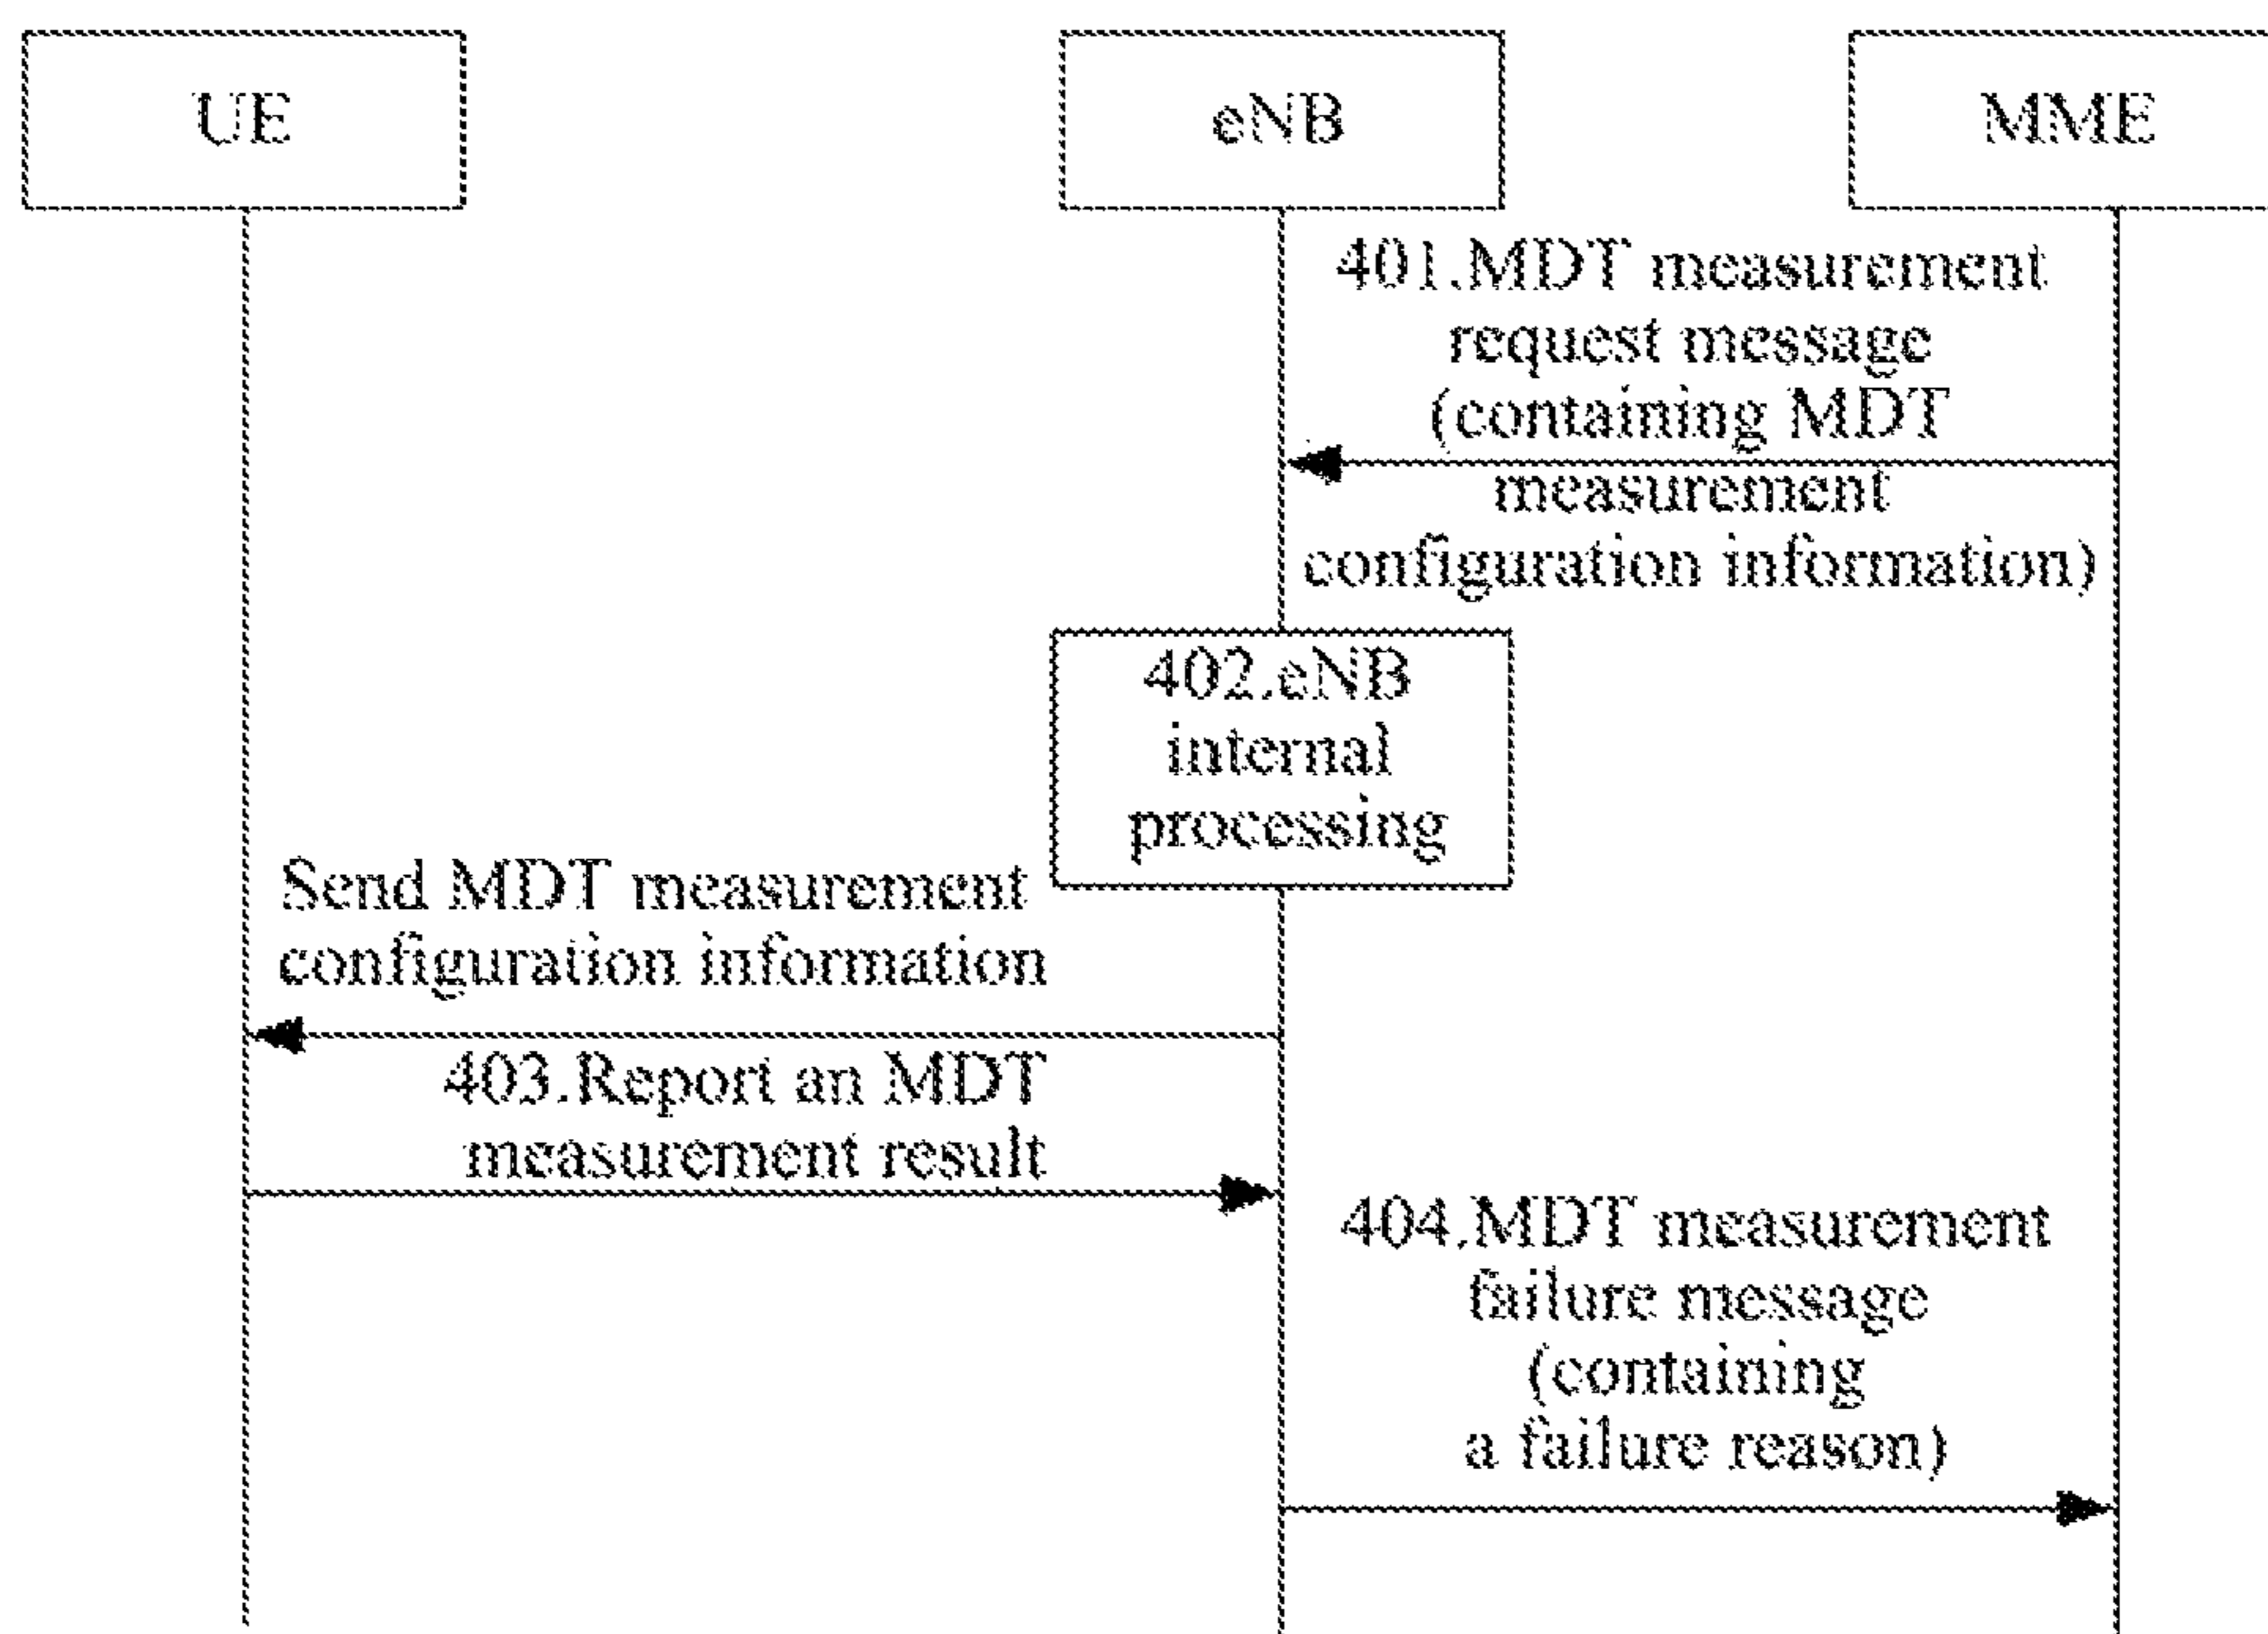 UE
eNB
MME
401.MDT measurement
request message
(containing MDT
measurement
configuration information)
402.eNB
internal
processing
Send MDT measurement
configuration information
403.Report an MDT
measurement result
404.MDT measurement
failure message
(containing
a failure reason)